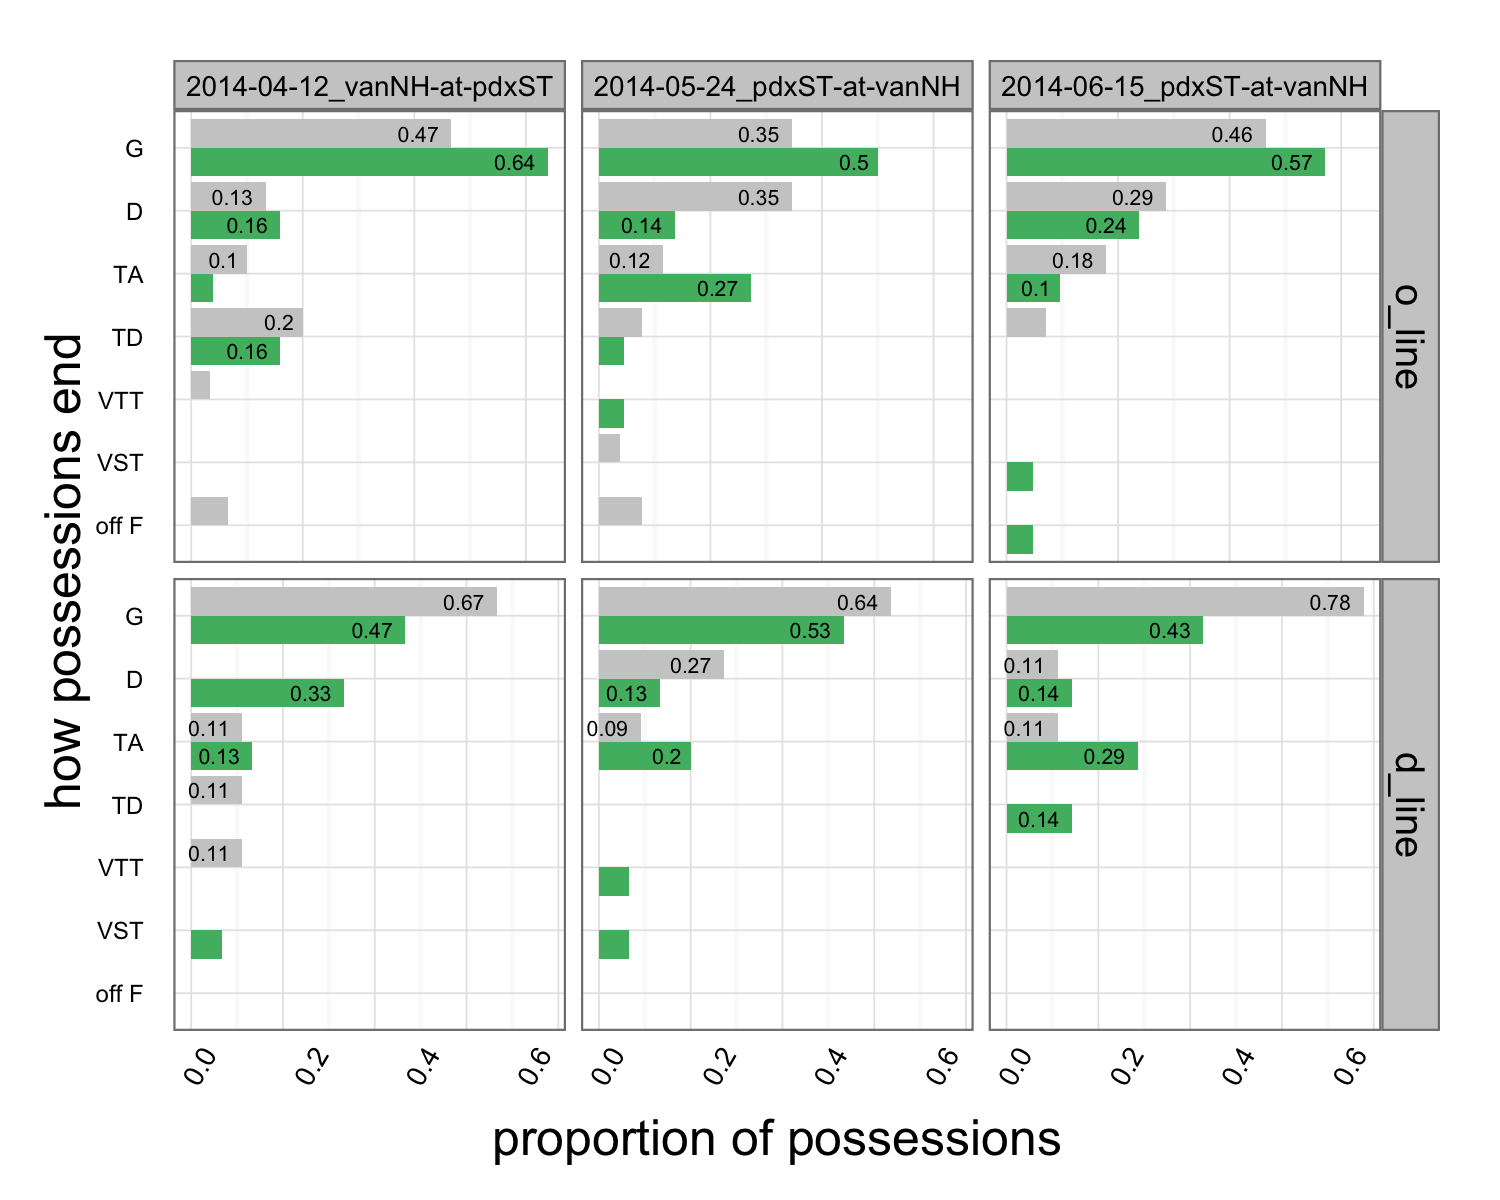 2014-04-12_vanNH-at-pdxST 2014-05-24_pdxST-at-vanNH 2014-06-15_pdxST-at-vanNH
how possessions end
o_line
G 0.47 0.35 0.46
0.64 0.5 0.57
D 0.13 0.35 0.29
0.16 0.14 0.24
TA 0.1 0.12 0.18
0.27 0.1
TD 0.2
0.16
VTT
VST
off F
d_line
G 0.67 0.64 0.78
0.47 0.53 0.43
D 0.27 0.11
0.33 0.13 0.14
TA 0.11 0.09 0.11
0.13 0.2 0.29
TD 0.11
0.14
VTT 0.11
VST
off F
0.0 0.2 0.4 0.6 0.0 0.2 0.4 0.6 0.0 0.2 0.4 0.6
proportion of possessions